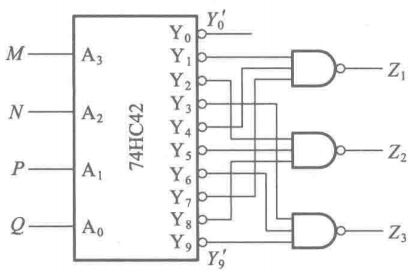 Y₀′
M A₃ Y₀
Y₁ Z₁
Y₂
N A₂ Y₃
74HC42
Y₄
Y₅ Z₂
P A₁ Y₆
Y₇
Q A₀ Y₈ Z₃
Y₉
Y₉′